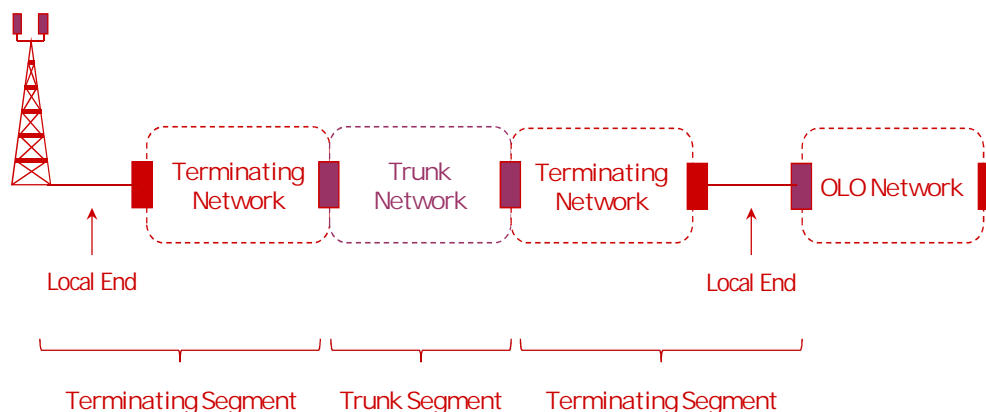 Terminating
Network
Trunk
Network
Terminating
Network
OLO Network
Local End
Local End
Terminating Segment
Trunk Segment
Terminating Segment